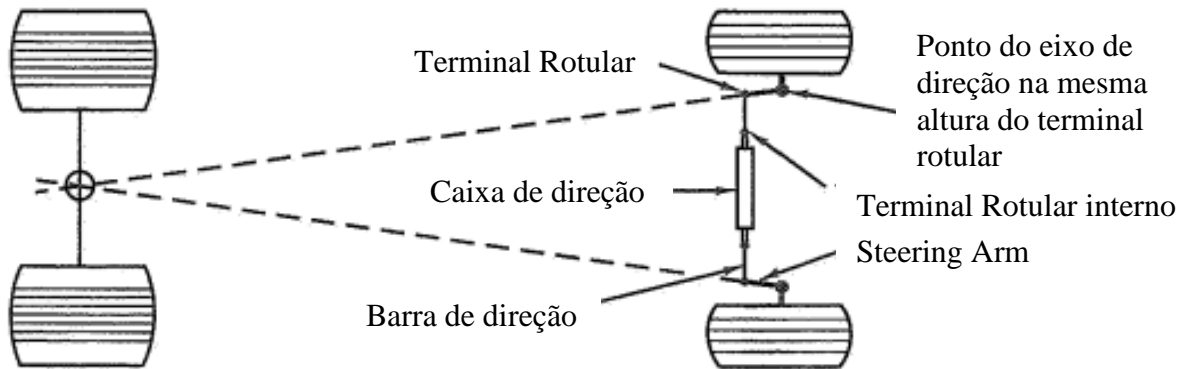 Terminal Rotular
Ponto do eixo de
direção na mesma
altura do terminal
rotular
Caixa de direção
Terminal Rotular interno
Steering Arm
Barra de direção